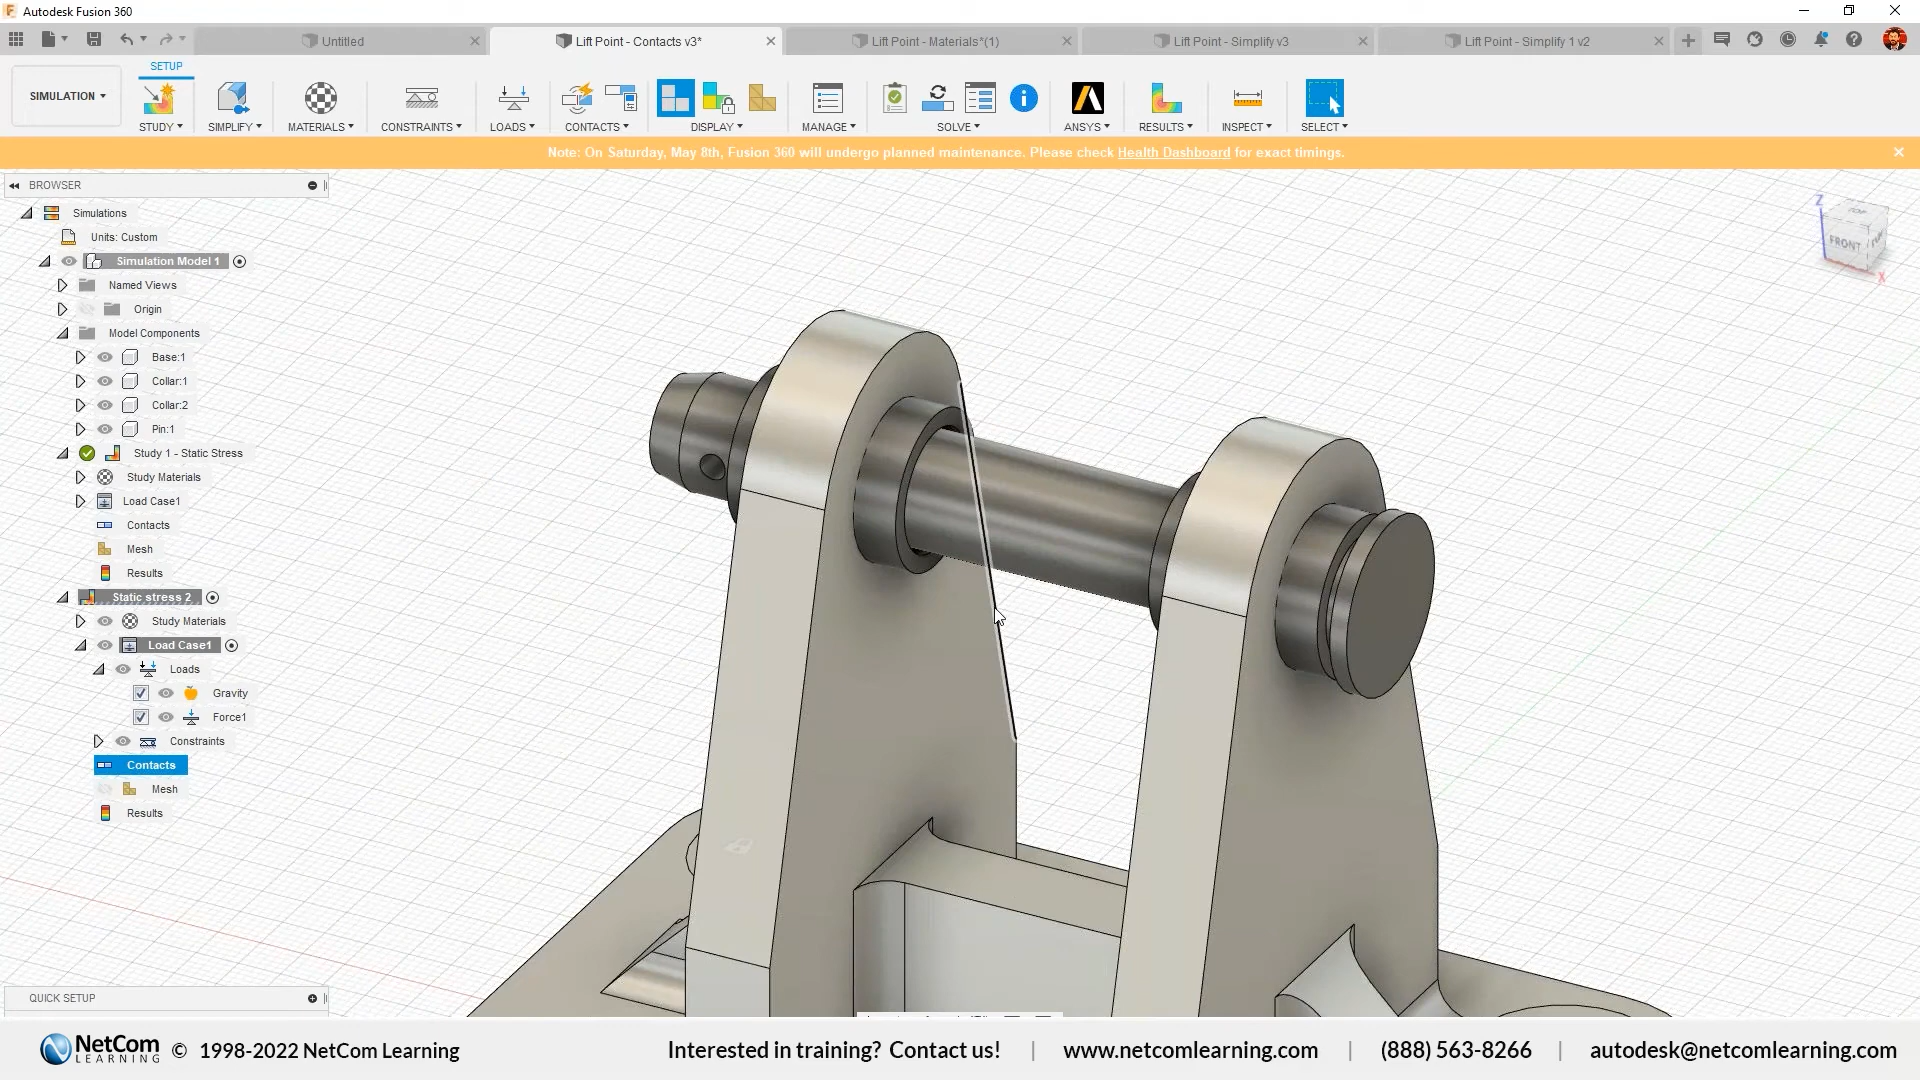 Autodesk Fusion 360
Untitled
Lift Point - Contacts v3*
Lift Point - Materials*(1)
Lift Point - Simplify v3
Lift Point - Simplify 1 v2
SETUP
SIMULATION
STUDY
SIMPLIFY
MATERIALS
CONSTRAINTS
LOADS
CONTACTS
DISPLAY
MANAGE
SOLVE
ANSYS
RESULTS
INSPECT
SELECT
Note: On Saturday, May 8th, Fusion 360 will undergo planned maintenance. Please check Health Dashboard for exact timings.
BROWSER
Simulations
Units: Custom
Simulation Model 1
Named Views
Origin
Model Components
Base:1
Collar:1
Collar:2
Pin:1
Study 1 - Static Stress
Study Materials
Load Case1
Contacts
Mesh
Results
Static stress 2
Study Materials
Load Case1
Loads
Gravity
Force1
Constraints
Contacts
Mesh
Results
Z
TOP
FRONT
X
QUICK SETUP
NetCom LEARNING © 1998-2022 NetCom Learning
Interested in training? Contact us! | www.netcomlearning.com | (888) 563-8266 | autodesk@netcomlearning.com